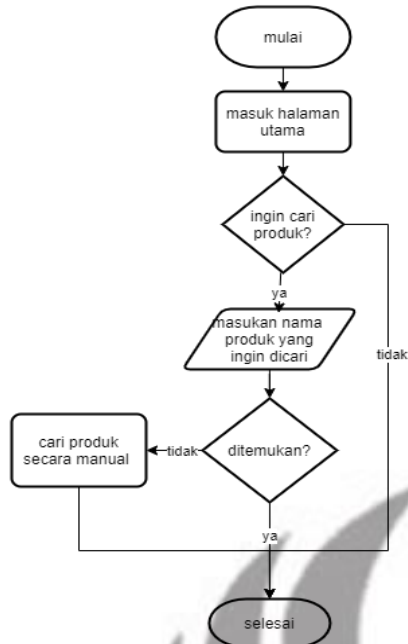 mulai
masuk halaman
utama
ingin cari
produk?
ya
masukan nama
produk yang
ingin dicari
tidak
cari produk
secara manual
tidak
ditemukan?
ya
selesai